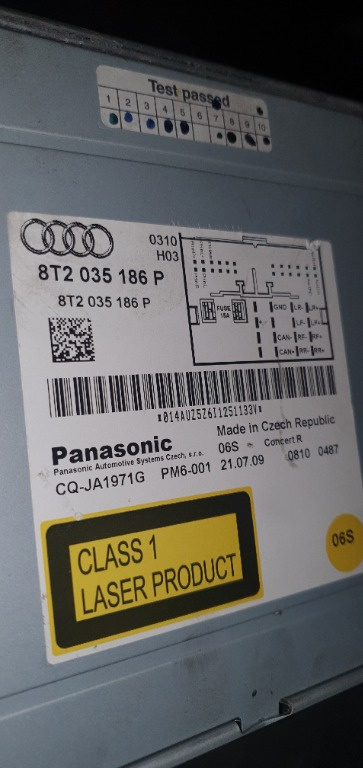 Test passed
1 2 3 4 5 6 7 8 9 10
0310
H03
8T2 035 186 P
8T2 035 186 P
FUSE
15A
GND LR- LR+
+ LF- LF+
CAN- RF- RF+
CAN+ RR- RR+
Made in Czech Republic
Panasonic
Panasonic Automotive Systems Czech, s.r.o.
06S - Concert R
CQ-JA1971G PM6-001 21.07.09 0810 0487
CLASS 1
LASER PRODUCT
06S